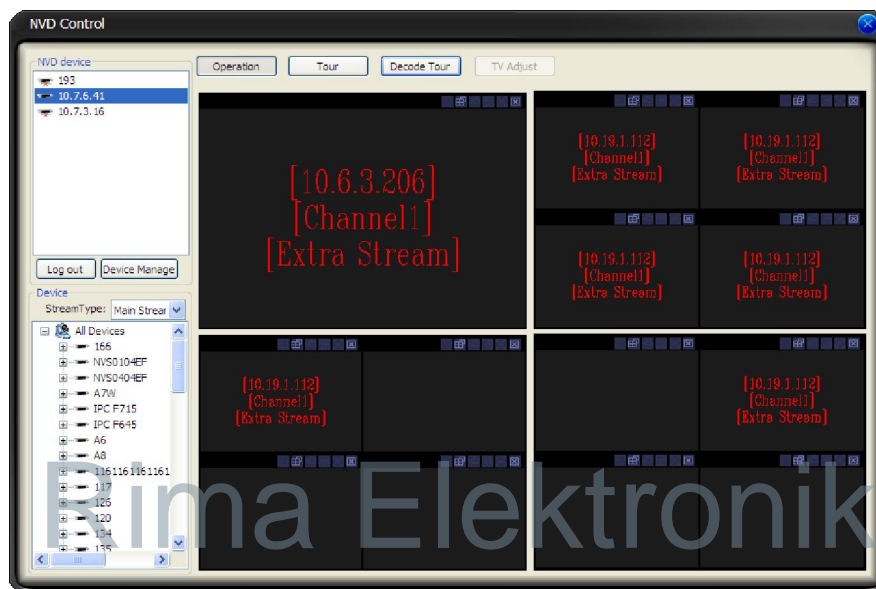 NVD Control
NVD device
193
10.7.6.41
10.7.3.16
Log out
Device Manage
Device
StreamType:
Main Strear
All Devices
166
NVS0104EF
NVS0404EF
A7W
IPC F715
IPC F645
A6
A8
1161161161161
117
126
120
134
135
Operation
Tour
Decode Tour
TV Adjust
[10.6.3.206]
[Channel1]
[Extra Stream]
[10.19.1.112]
[Channel1]
[Extra Stream]
[10.19.1.112]
[Channel1]
[Extra Stream]
[10.19.1.112]
[Channel1]
[Extra Stream]
[10.19.1.112]
[Channel1]
[Extra Stream]
[10.19.1.112]
[Channel1]
[Extra Stream]
[10.19.1.112]
[Channel1]
[Extra Stream]
Rima Elektronik